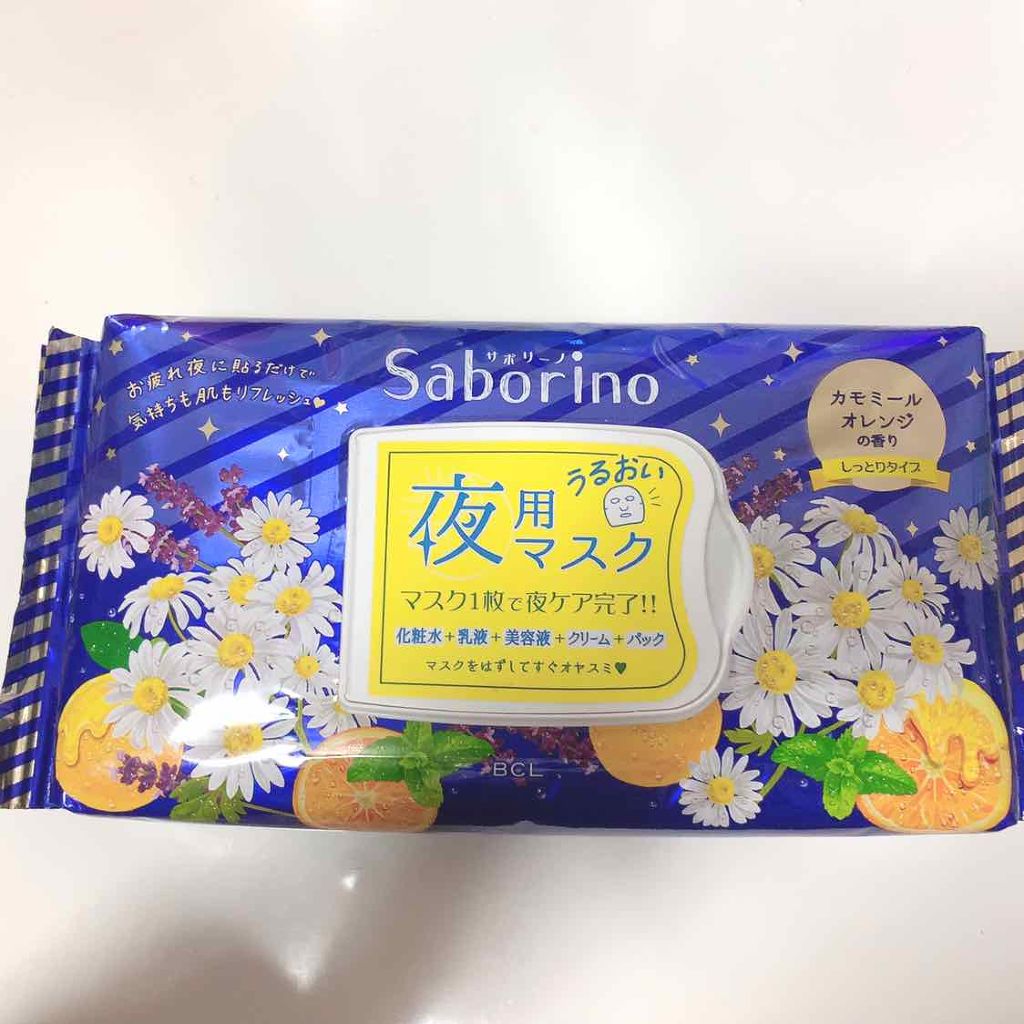 サボリーノ
Saborino
お疲れ夜に貼るだけで
気持ちも肌もリフレッシュ♥
カモミール
オレンジ
の香り
しっとりタイプ
うるおい
夜用マスク
マスク1枚で夜ケア完了!!
化粧水+乳液+美容液+クリーム+パック
マスクをはずしてすぐオヤスミ♥
BCL